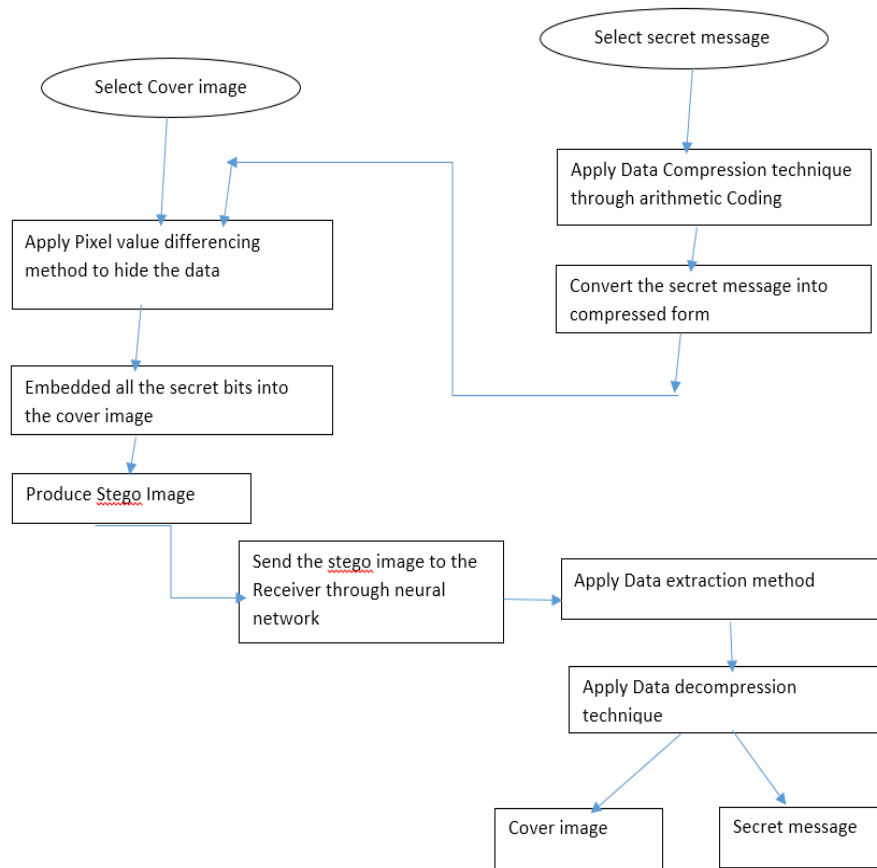 Select secret message
Select Cover image
Apply Data Compression technique
through arithmetic Coding
Apply Pixel value differencing
method to hide the data
Convert the secret message into
compressed form
Embedded all the secret bits into
the cover image
Produce Stego Image
Send the stego image to the
Receiver through neural
network
Apply Data extraction method
Apply Data decompression
technique
Cover image
Secret message